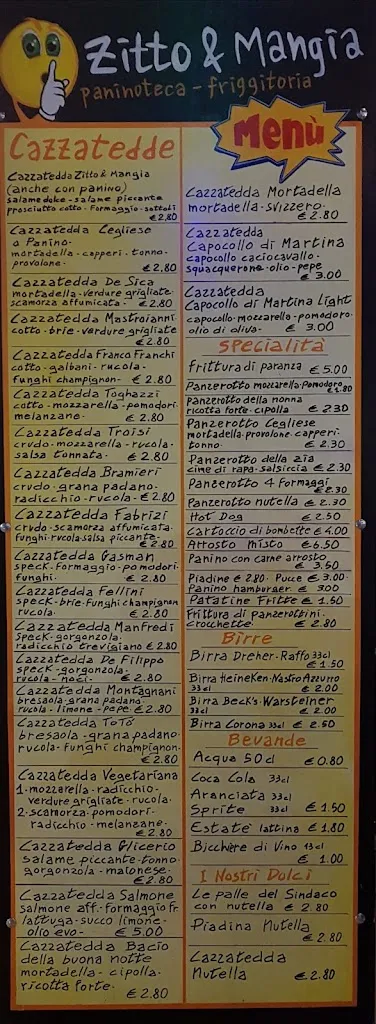 Zitto & Mangia
paninoteca - friggitoria
Menù
Cazzatedde
Cazzatedda Zitto & Mangia
(anche con panino)
salame dolce - salame piccante
prosciutto cotto - formaggio - sottoli
€ 2.80
Cazzatedda Cegliese
o Panino -
mortadella - capperi - tonno
provolone - € 2.80
Cazzatedda De Sica
mortadella - verdure grigliate
scamorza affumicata - € 2.80
Cazzatedda Mastroianni
cotto - brie - verdure grigliate
€ 2.80
Cazzatedda Franco Franchi
cotto - galbani - rucola -
funghi champignon - € 2.80
Cazzatedda Toghazzi
cotto - mozzarella - pomodori -
melanzane - € 2.80
Cazzatedda Troisi
crudo - mozzarella - rucola -
salsa tonnata - € 2.80
Cazzatedda Bramieri
crudo - grana padano -
radicchio - rucola - € 2.80
Cazzatedda Fabrizi
crudo - scamorza affumicata -
funghi - rucola - salsa piccante -
€ 2.80
Cazzatedda Gasman
speck - formaggio - pomodori -
funghi. € 2.80
Cazzatedda Fellini
speck - brie - funghi champignon
rucola. € 2.80
Cazzatedda Manfredi
speck - gorgonzola -
radicchio trevigiano € 2.80
Cazzatedda De Filippo
speck - gorgonzola -
rucola - noci - € 2.80
Cazzatedda Montagnani
bresaola - grana padano -
rucola - limone - pepe € 2.80
Cazzatedda Totò
bresaola - grana padano
rucola - funghi champignon -
€ 2.80
Cazzatedda Vegetariana
1 - mozzarella - radicchio -
verdure grigliate - rucola -
2 - scamorza - pomodori -
radicchio - melanzane -
€ 2.80
Cazzatedda Glicerio
salame piccante - tonno
gorgonzola - maionese -
€ 2.80
Cazzatedda Salmone
salmone aff. - formaggio fr.
lattuga - succo limone -
olio evo - € 5.00
Cazzatedda Bacio
della buona notte
mortadella - cipolla -
ricotta forte - € 2.80
Cazzatedda Mortadella
mortadella - svizzero -
€ 2.80
Cazzatedda
Capocollo di Martina
capocollo caciocavallo -
squacquerone - olio - pepe
€ 3.00
Cazzatedda
Capocollo di Martina light
capocollo - mozzarella - pomodoro -
olio di oliva - € 3.00
Specialità
Frittura di paranza € 5.00
Panzerotto mozzarella - pomodoro
€ 1.80
panzerotto della nonna
ricotta forte - cipolla € 2.30
Panzerotto Cegliese
mortadella - provolone - capperi -
tonno - € 2.30
Panzerotto della zia
cime di rapa - salsiccia € 2.30
Panzerotto 4 Formaggi
€ 2.30
Panzerotto nutella € 2.30
Hot Dog € 2.50
Cartoccio di bombette € 4.00
Arrosto misto € 6.50
Panino con carne arrosto
€ 3.50
Piadine € 2.80 - Pucce € 3.00
Panino hamburger € 3.00
Patatine Fritte € 1.50
Frittura di panzerottini -
crocchette € 2.80
Birre
Birra Dreher - Raffo 33cl
€ 1.50
Birra Heineken - Nastro Azzurro
33cl € 2.00
Birra Beck's - Warsteiner
33cl € 2.00
Birra Corona 33cl € 2.50
Bevande
Acqua 50 cl € 0.80
Coca Cola 33cl
Aranciata 33cl
Sprite 33cl € 1.50
Estatè lattina € 1.80
Bicchiere di Vino 13cl
€ 1.00
I Nostri Dolci
Le palle del Sindaco
con nutella € 2.80
Piadina Nutella
€ 2.80
Cazzatedda
Nutella € 2.80